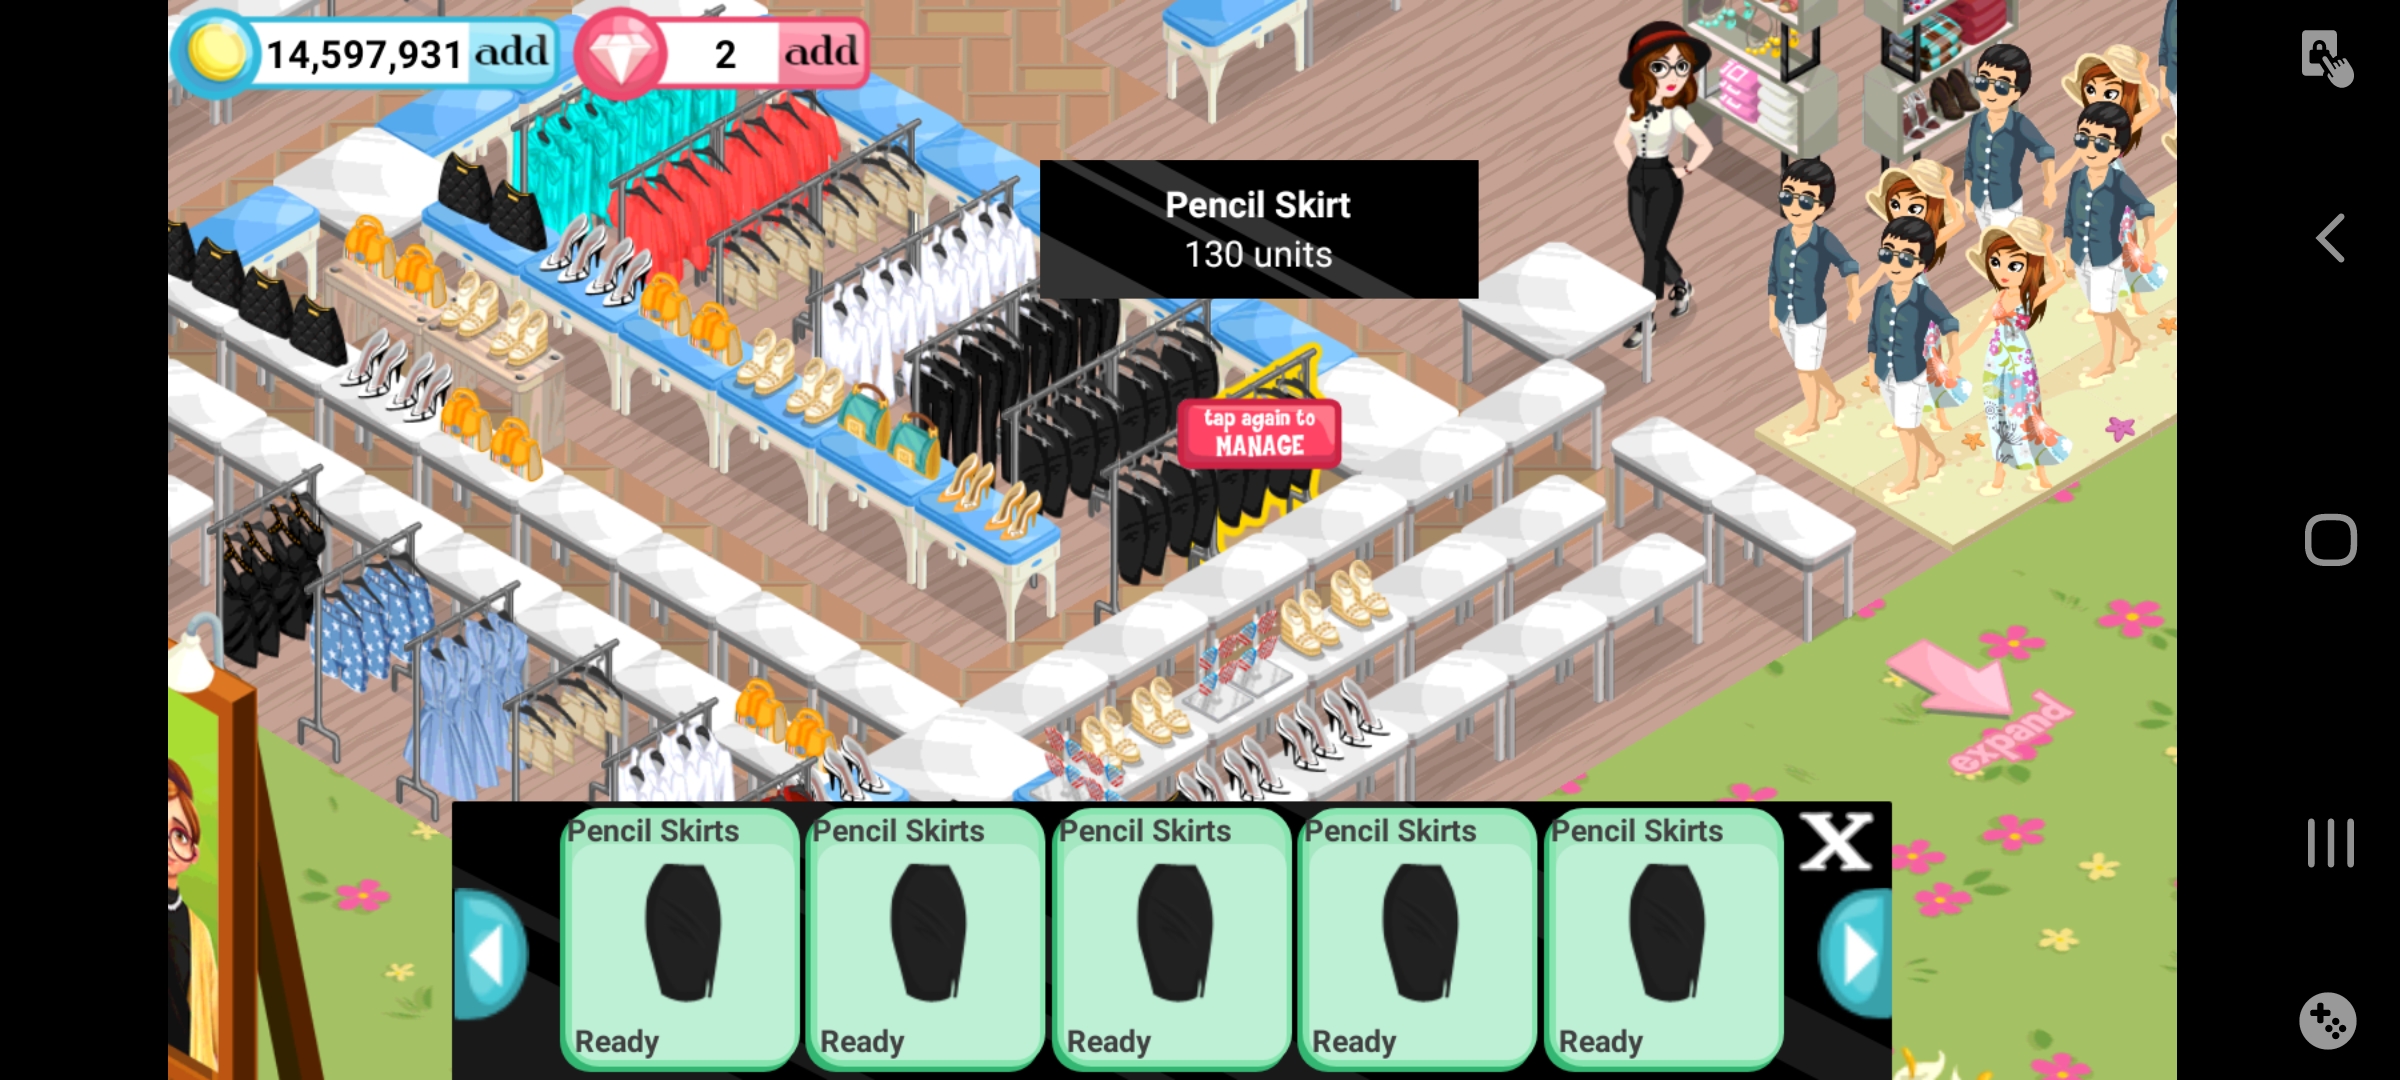 14,597,931 add
2 add
Pencil Skirt
130 units
tap again to
MANAGE
expand
Pencil Skirts
Pencil Skirts
Pencil Skirts
Pencil Skirts
Pencil Skirts
X
Ready
Ready
Ready
Ready
Ready